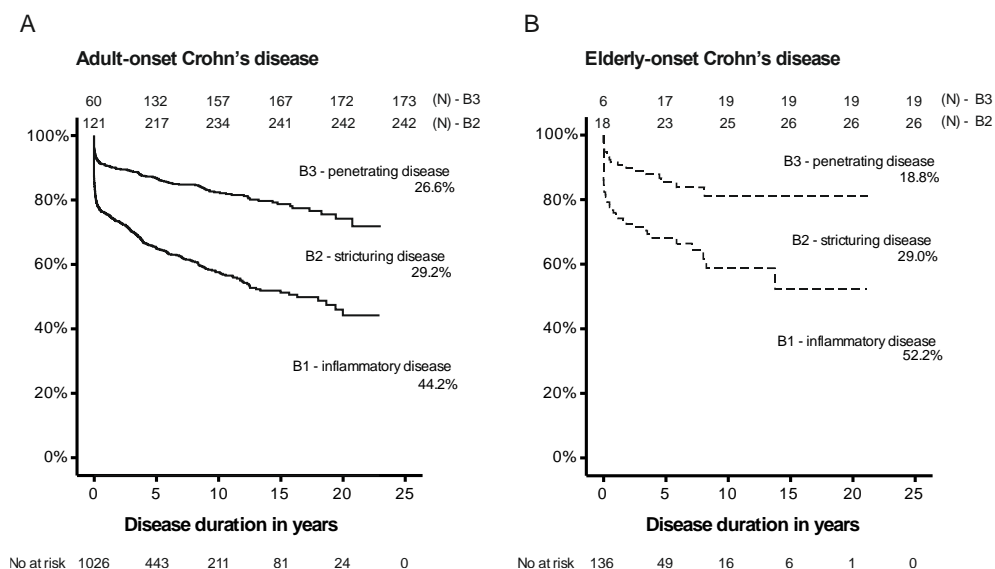 A
Adult-onset Crohn's disease
60 132 157 167 172 173 (N) - B3
121 217 234 241 242 242 (N) - B2
100%
80%
60%
40%
20%
0%
B3 - penetrating disease
26.6%
B2 - stricturing disease
29.2%
B1 - inflammatory disease
44.2%
0 5 10 15 20 25
Disease duration in years
No at risk 1026 443 211 81 24 0
B
Elderly-onset Crohn's disease
6 17 19 19 19 19 (N) - B3
18 23 25 26 26 26 (N) - B2
100%
80%
60%
40%
20%
0%
B3 - penetrating disease
18.8%
B2 - stricturing disease
29.0%
B1 - inflammatory disease
52.2%
0 5 10 15 20 25
Disease duration in years
No at risk 136 49 16 6 1 0